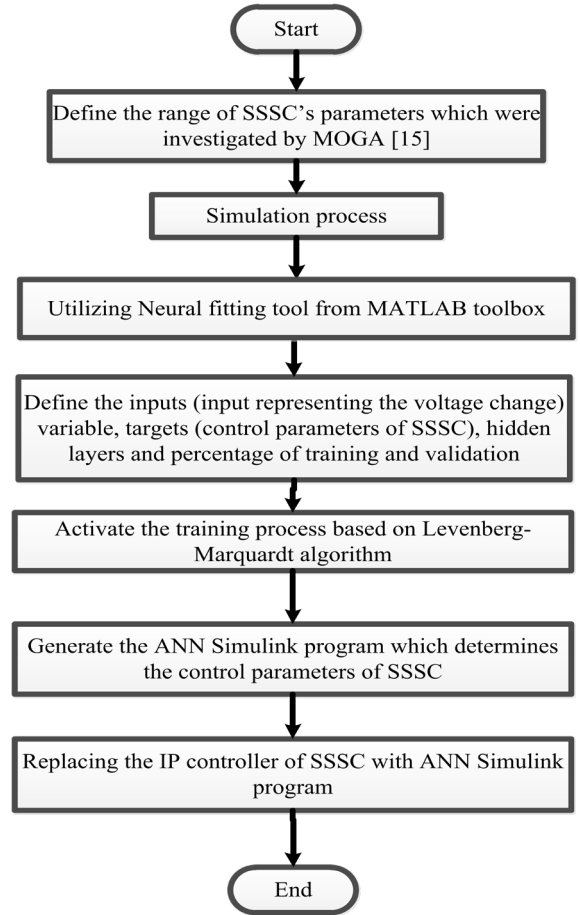 Start
Define the range of SSSC's parameters which were
investigated by MOGA [15]
Simulation process
Utilizing Neural fitting tool from MATLAB toolbox
Define the inputs (input representing the voltage change)
variable, targets (control parameters of SSSC), hidden
layers and percentage of training and validation
Activate the training process based on Levenberg-
Marquardt algorithm
Generate the ANN Simulink program which determines
the control parameters of SSSC
Replacing the IP controller of SSSC with ANN Simulink
program
End